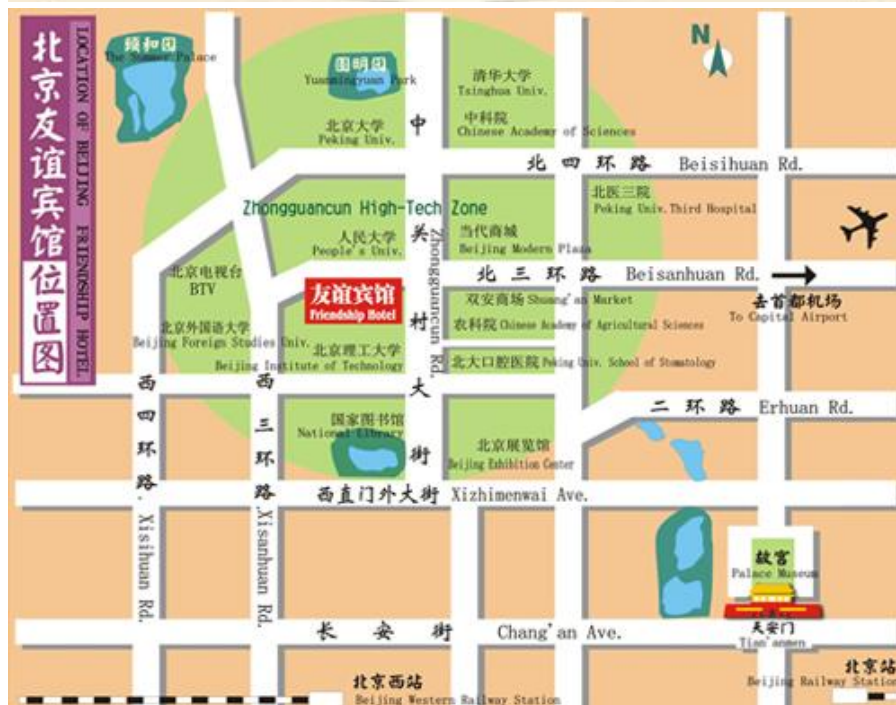 北京友谊宾馆位置图
LOCATION OF BEIJING FRIENDSHIP HOTEL
颐和园
The Summer Palace
圆明园
Yuanmingyuan Park
清华大学
Tsinghua Univ.
N
北京大学
Peking Univ.
中科院
Chinese Academy of Sciences
中关村大街
Zhongguancun Rd.
北四环路 Beisihuan Rd.
北医三院
Peking Univ. Third Hospital
Zhongguancun High-Tech Zone
人民大学
People's Univ.
当代商城
Beijing Modern Plaza
北京电视台
BTV
北三环路 Beisanhuan Rd.
友谊宾馆
Friendship Hotel
双安商场 Shuang'an Market
去首都机场
To Capital Airport
北京外国语大学
Beijing Foreign Studies Univ.
农科院 Chinese Academy of Agricultural Sciences
北京理工大学
Beijing Institute of Technology
北大口腔医院 Peking Univ. School of Stomatology
西四环路 Xisihuan Rd.
西三环路 Xisanhuan Rd.
二环路 Erhuan Rd.
国家图书馆
National Library
北京展览馆
Beijing Exhibition Center
西直门外大街 Xizhimenwai Ave.
故宫
Palace Museum
长安街 Chang'an Ave.
天安门
Tian'anmen
北京西站
Beijing Western Railway Station
北京站
Beijing Railway Station